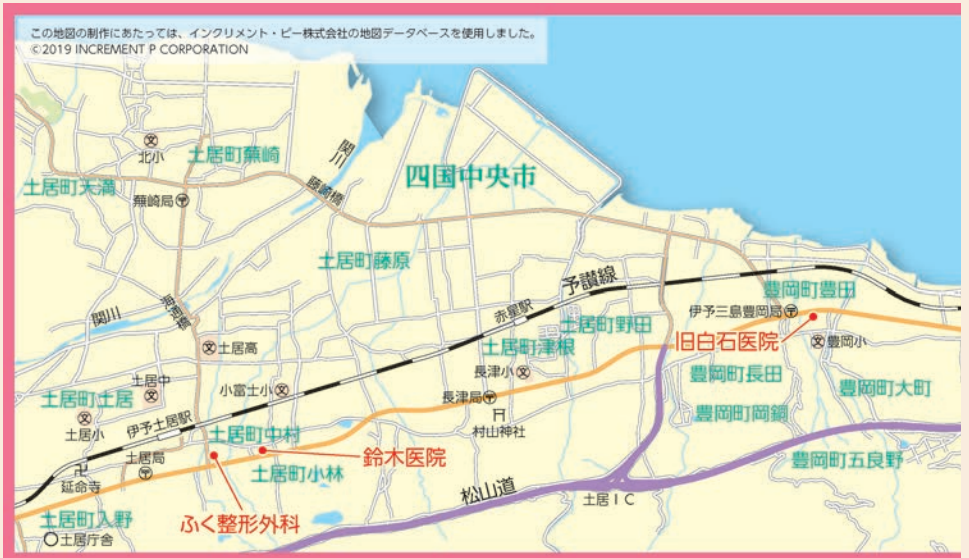 この地図の制作にあたっては、インクリメント・ピー株式会社の地図データベースを使用しました。
©2019 INCREMENT P CORPORATION
北小
土居町蕪崎
関川
土居町天満
蕪崎局
藤崎橋
四国中央市
土居町藤原
予讃線
豊岡町豊田
関川
海通橋
赤星駅
伊予三島豊岡局
土居町野田
土居高
土居町津根
旧白石医院
豊岡小
長津小
土居中
小富士小
豊岡町長田
豊岡町大町
土居町土居
長津局
豊岡町岡銅
土居小
伊予土居駅
土居町中村
村山神社
土居局
鈴木医院
豊岡町五良野
延命寺
土居町小林
松山道
土居IC
土居町入野
ふく整形外科
土居庁舎